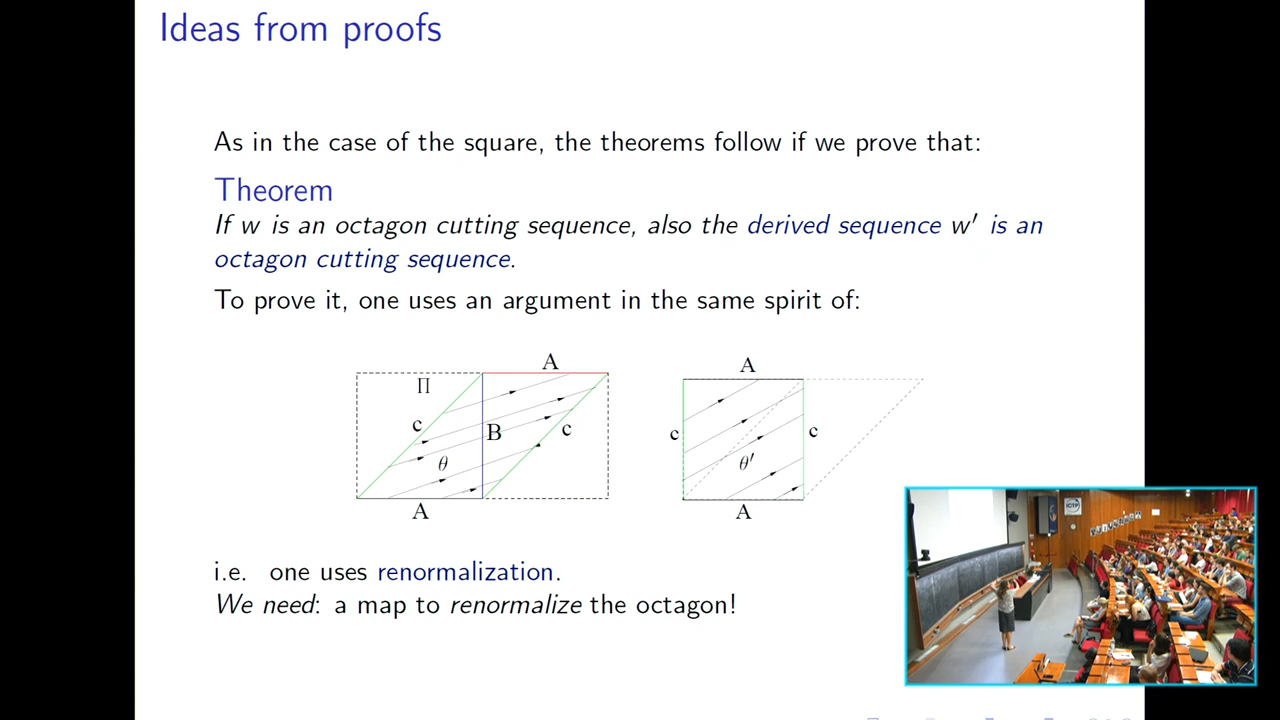 Ideas from proofs
As in the case of the square, the theorems follow if we prove that:
Theorem
If w is an octagon cutting sequence, also the derived sequence w′ is an
octagon cutting sequence.
To prove it, one uses an argument in the same spirit of:
A
Π
c
B
c
θ
A
A
c
c
θ′
A
i.e. one uses renormalization.
We need: a map to renormalize the octagon!
ICTP